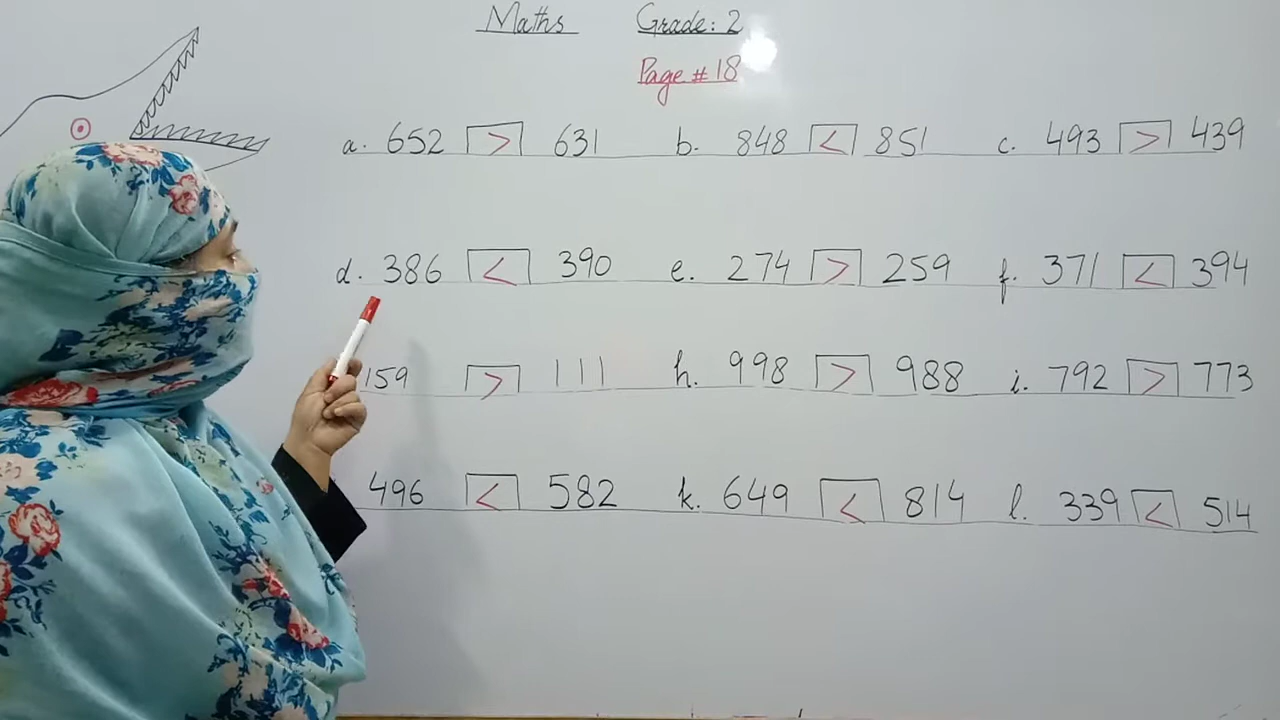 Maths Grade: 2
Page # 18
a. 652 > 631 b. 848 < 851 c. 493 > 439
d. 386 < 390 e. 274 > 259 f. 371 < 394
159 > 111 h. 998 > 988 i. 792 > 773
496 < 582 k. 649 < 814 l. 339 < 514